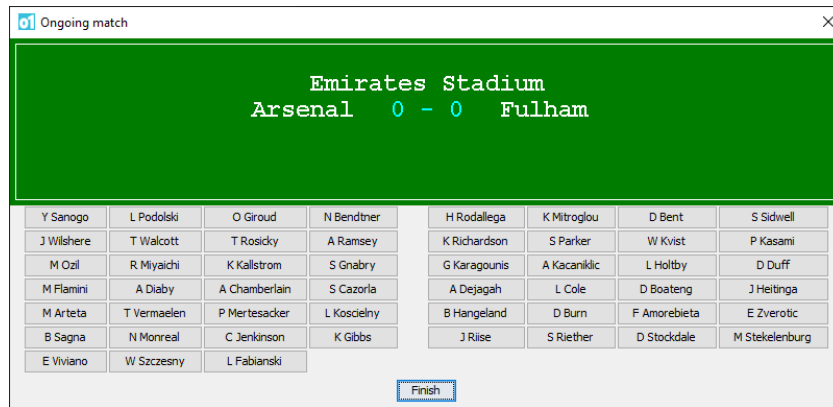 o1 Ongoing match
Emirates Stadium
Arsenal 0 - 0 Fulham
Y Sanogo L Podolski O Giroud N Bendtner H Rodallega K Mitroglou D Bent S Sidwell
J Wilshere T Walcott T Rosicky A Ramsey K Richardson S Parker W Kvist P Kasami
M Ozil R Miyaichi K Kallstrom S Gnabry G Karagounis A Kacaniklic L Holtby D Duff
M Flamini A Diaby A Chamberlain S Cazorla A Dejagah L Cole D Boateng J Heitinga
M Arteta T Vermaelen P Mertesacker L Koscielny B Hangeland D Burn F Amorebieta E Zverotic
B Sagna N Monreal C Jenkinson K Gibbs J Riise S Riether D Stockdale M Stekelenburg
E Viviano W Szczesny L Fabianski
Finish